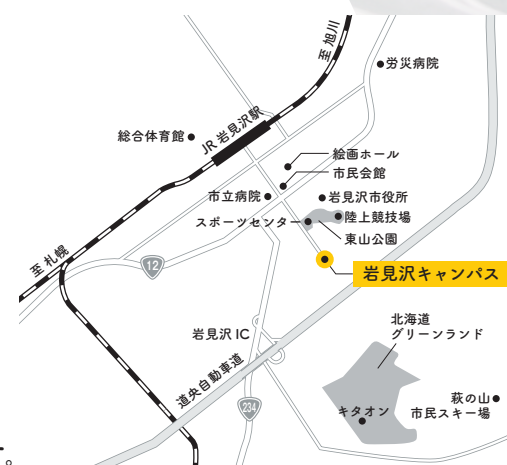 至 旭川
労災病院
JR 岩見沢駅
総合体育館
絵画ホール
市民会館
市立病院
岩見沢市役所
スポーツセンター
陸上競技場
東山公園
至 札幌
12
岩見沢キャンパス
北海道
グリーンランド
岩見沢 IC
道央自動車道
234
キタオン
萩の山
市民スキー場
。